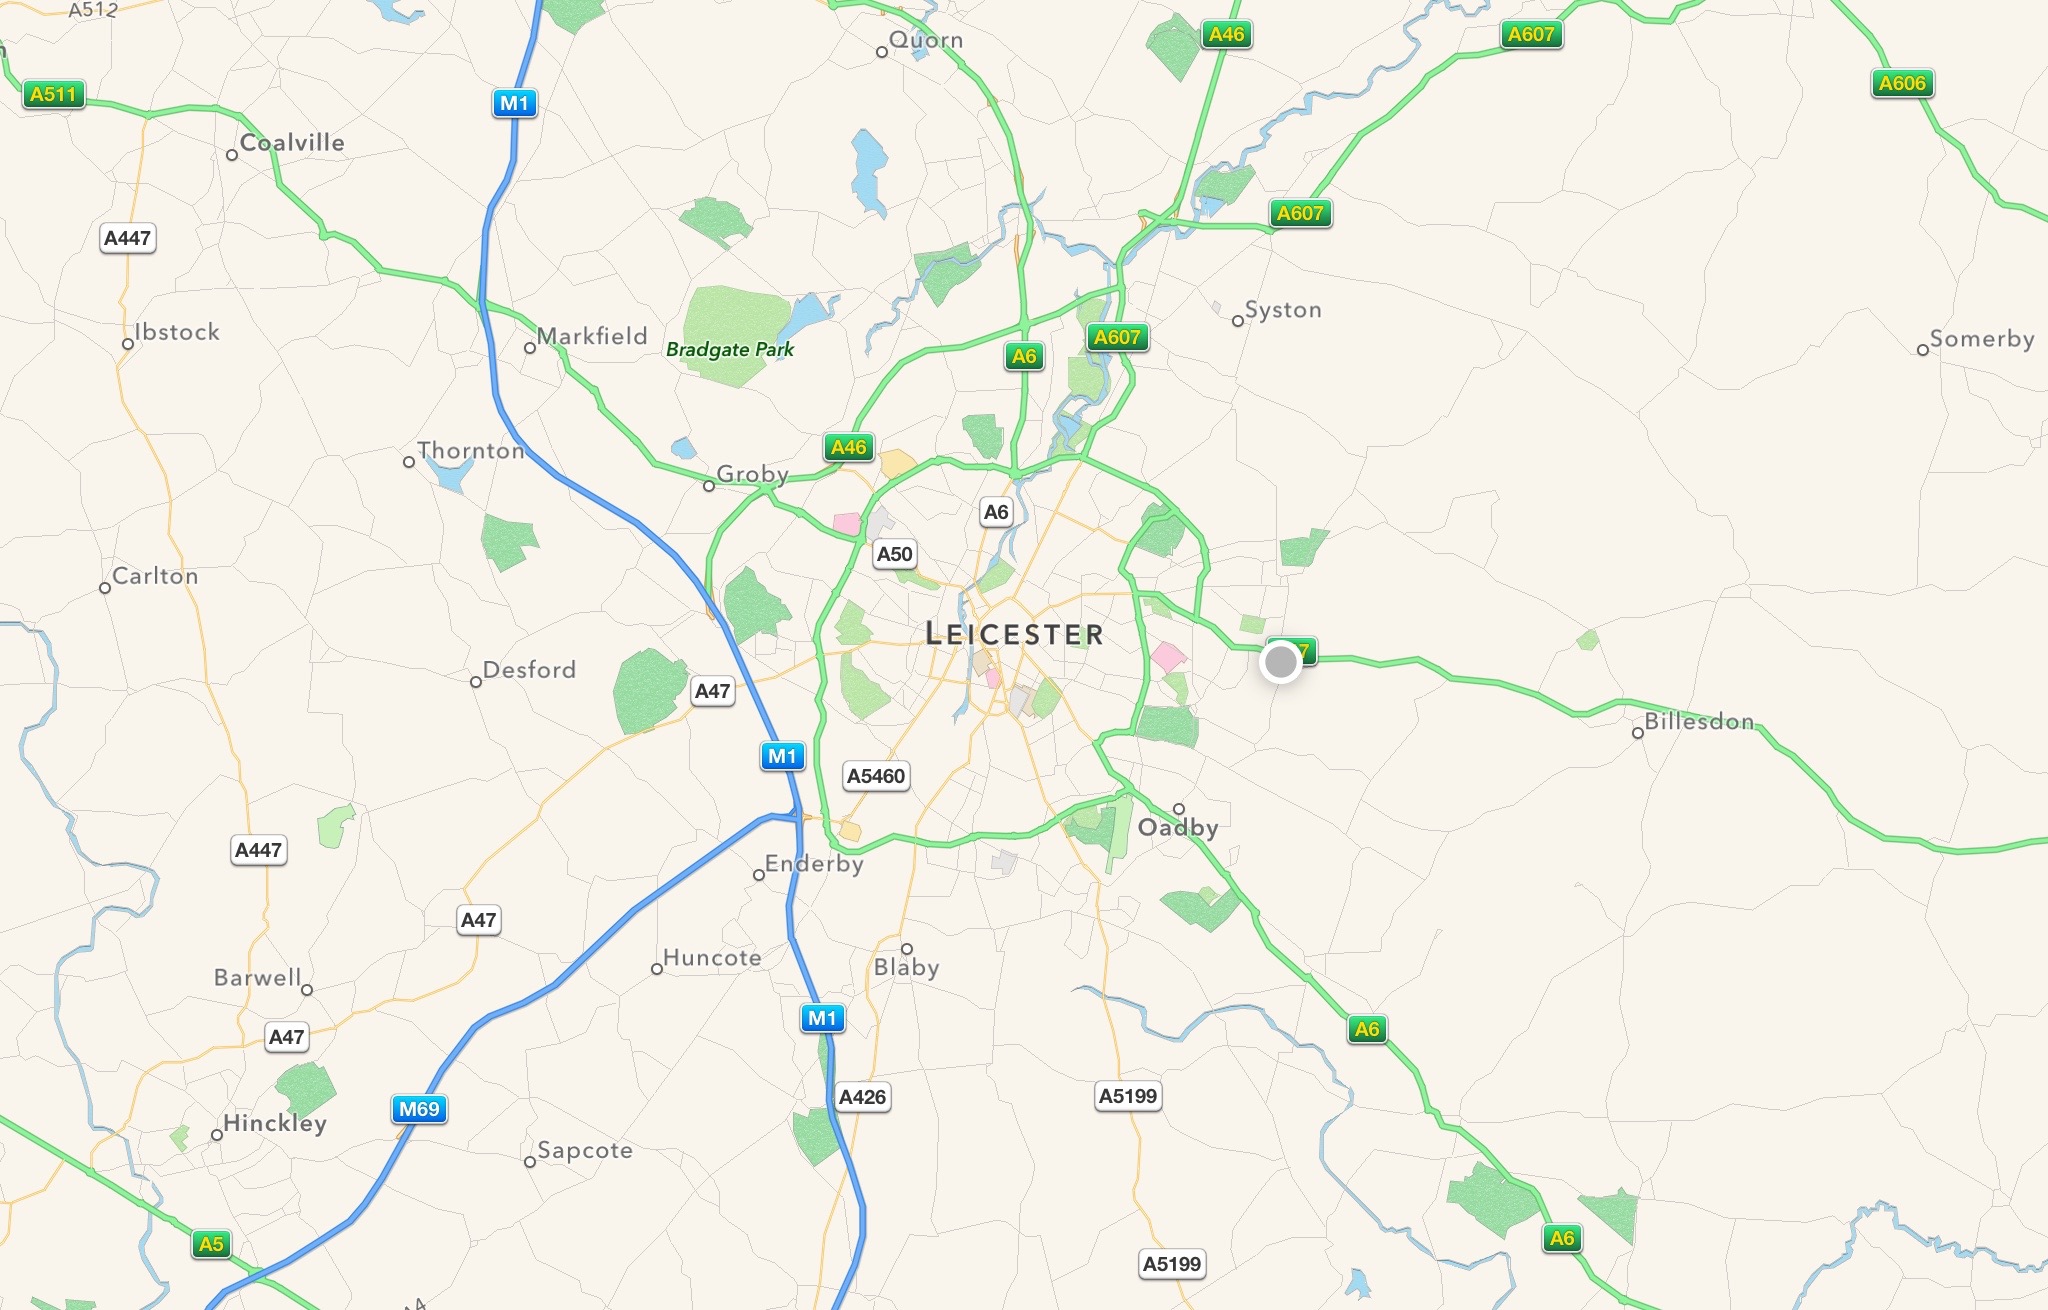 A512
Quorn
A46
A607
A606
A511
M1
Coalville
A607
A447
Syston
Ibstock
Markfield
Bradgate Park
A6
A607
Somerby
Thornton
A46
Groby
A6
A50
Carlton
LEICESTER
7
Desford
A47
Billesdon
M1
A5460
Oadby
A447
Enderby
A47
Huncote
Blaby
Barwell
M1
A6
A47
A426
A5199
M69
Hinckley
Sapcote
A5
A6
A5199